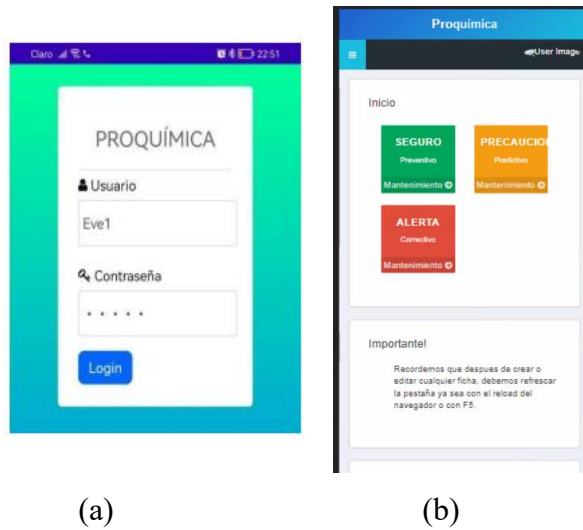 Claro 22:51
PROQUÍMICA
Usuario
Eve1
Contraseña
Login
Proquímica
User Image
Inicio
SEGURO
Preventivo
Mantenimiento
PRECAUCION
Predictivo
Mantenimiento
ALERTA
Correctivo
Mantenimiento
Importante!
Recordemos que despues de crear o
editar cualquier ficha, debemos refrescar
la pestaña ya sea con el reload del
navegador o con F5.
(a) (b)